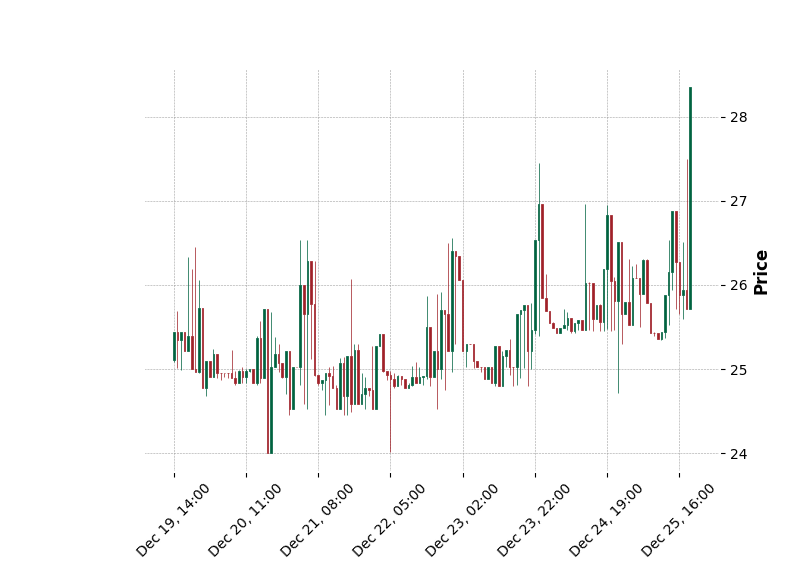 28
27
26
25
24
Price
Dec 19, 14:00
Dec 20, 11:00
Dec 21, 08:00
Dec 22, 05:00
Dec 23, 02:00
Dec 23, 22:00
Dec 24, 19:00
Dec 25, 16:00